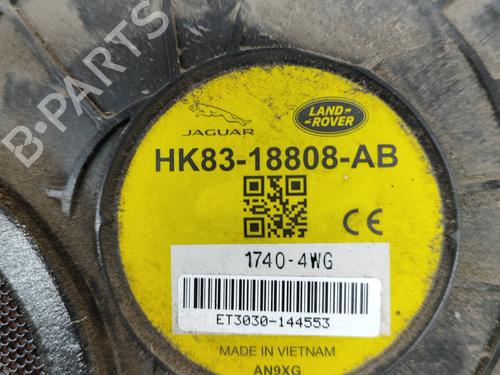 B-PARTS
JAGUAR
LAND-
-ROVER
HK83-18808-AB
CE
1740-4WG
ET3030-144553
MADE IN VIETNAM
AN9XG